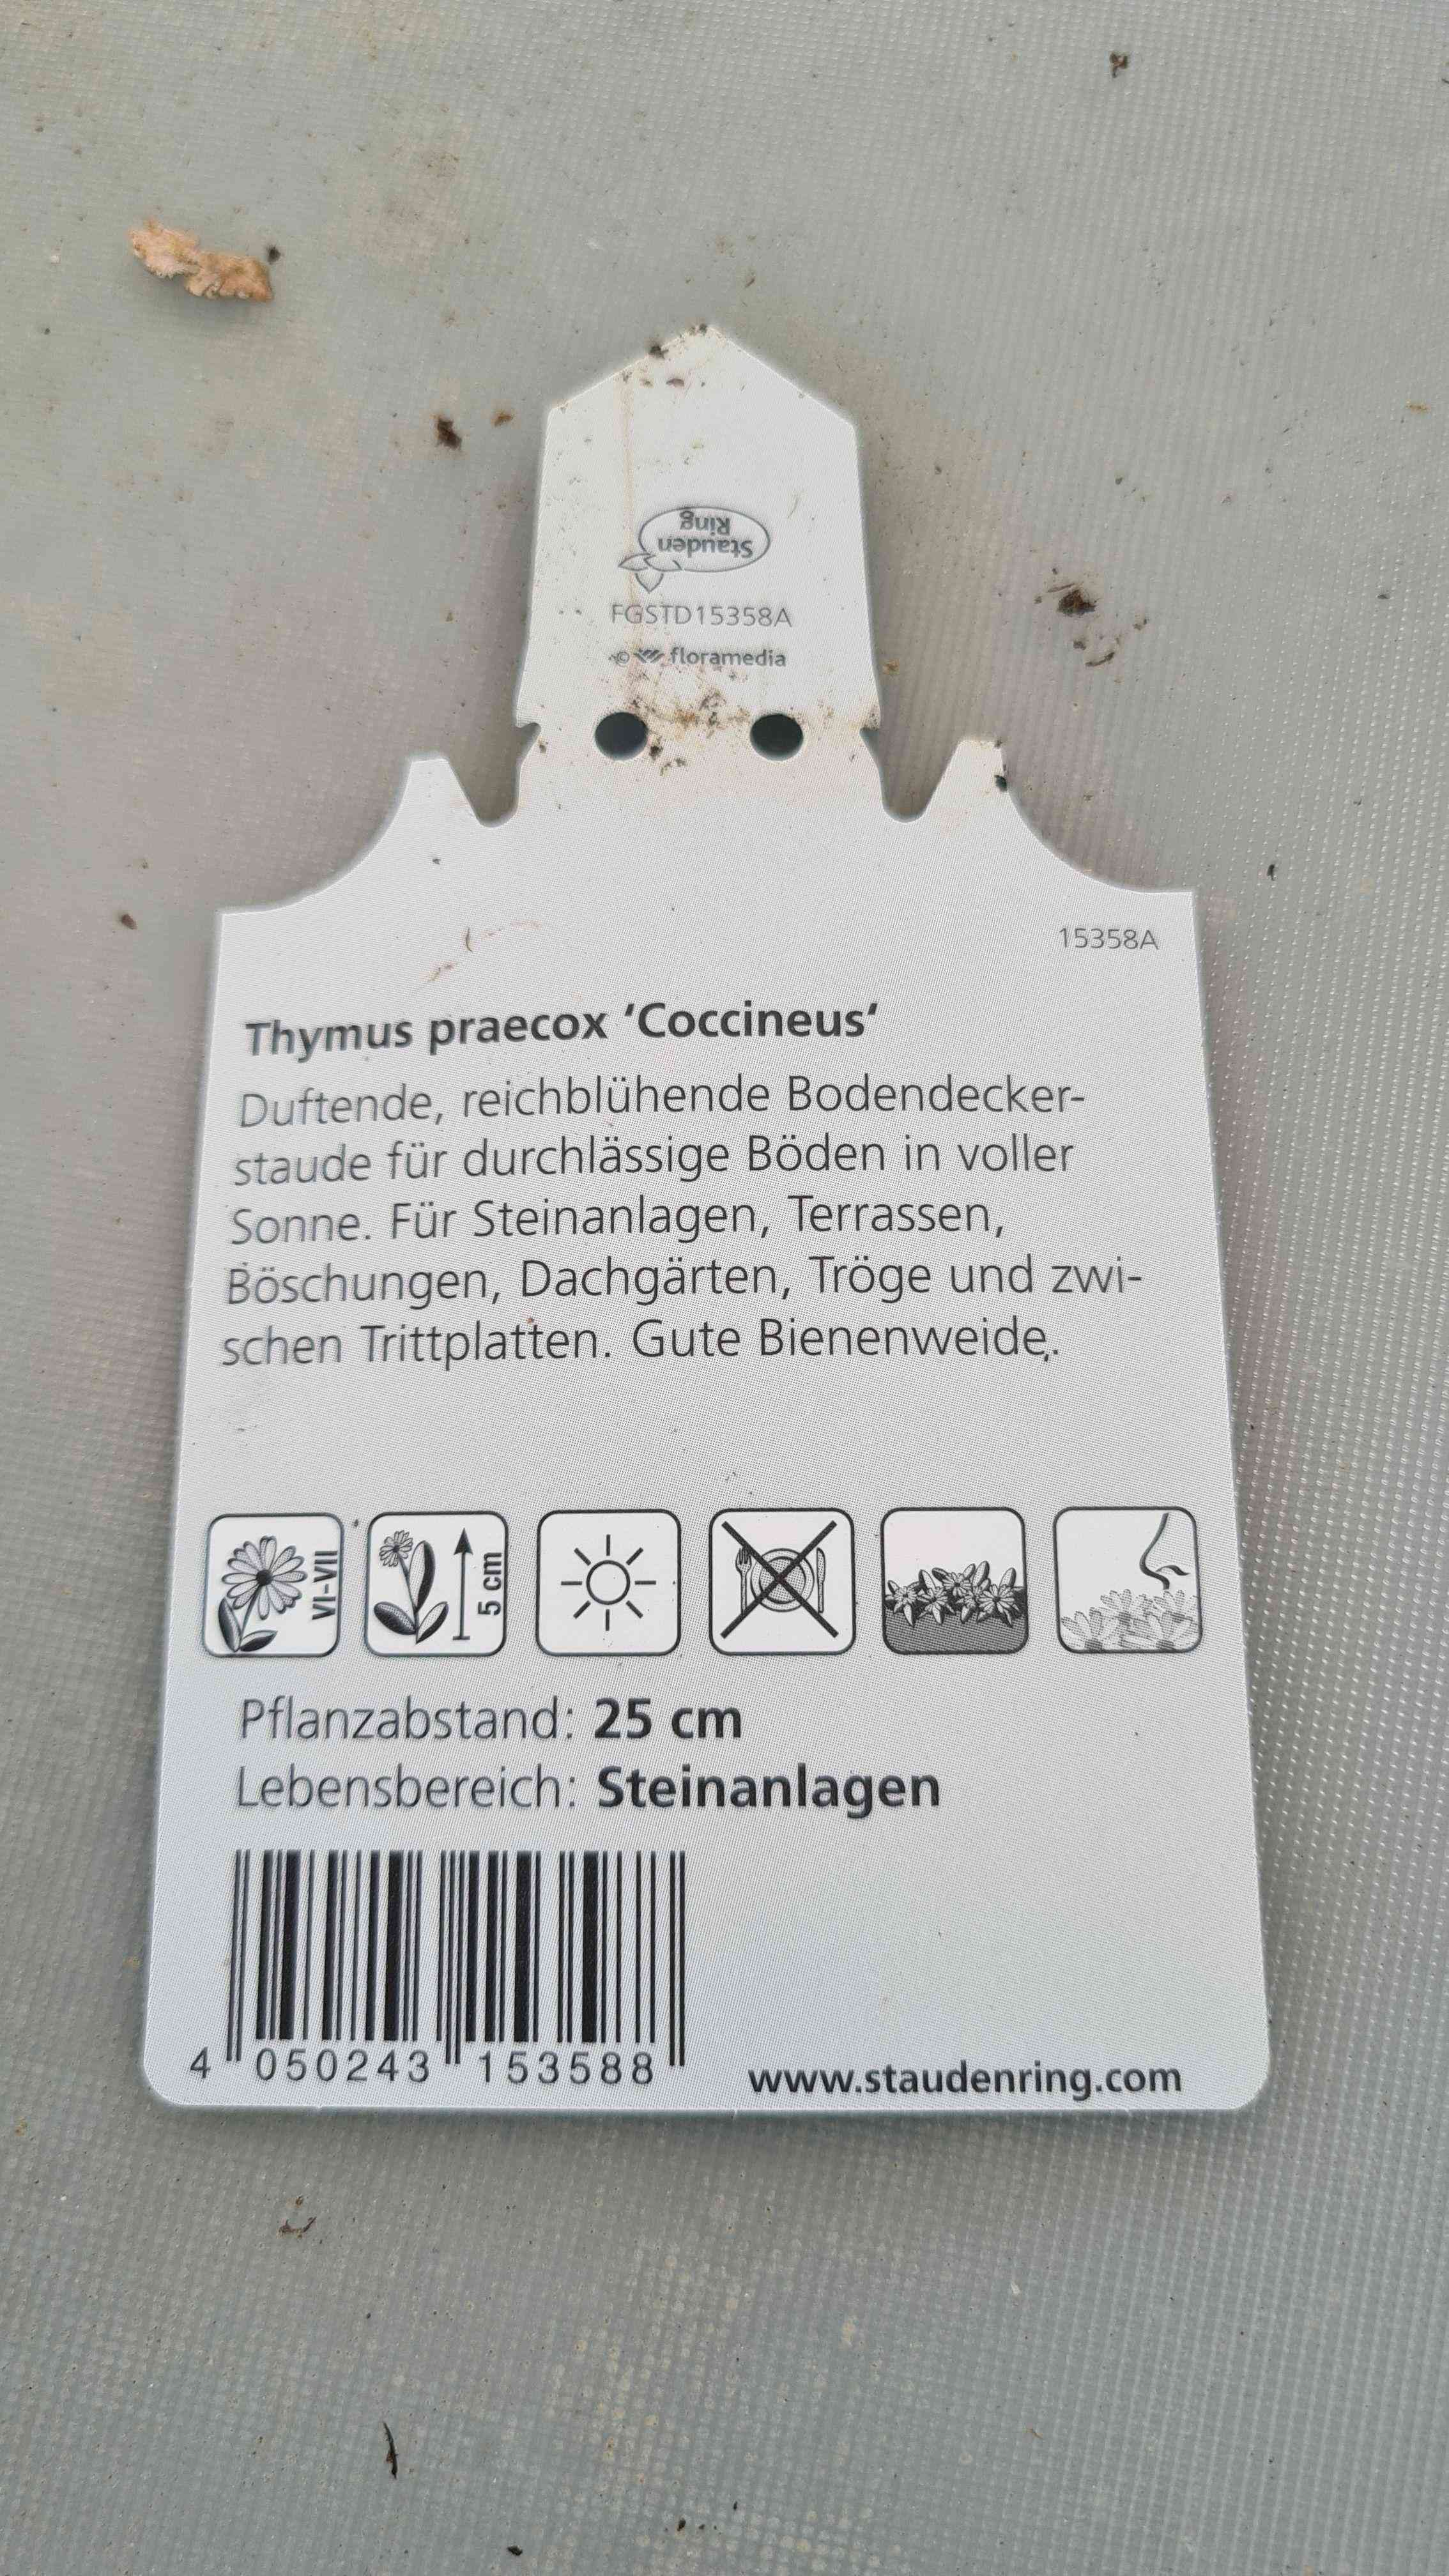 Stauden
Ring
FGSTD15358A
© floramedia
15358A
Thymus praecox ‘Coccineus‘
Duftende, reichblühende Bodendecker-
staude für durchlässige Böden in voller
Sonne. Für Steinanlagen, Terrassen,
Böschungen, Dachgärten, Tröge und zwi-
schen Trittplatten. Gute Bienenweide,.
VI-VII
5 cm
Pflanzabstand: 25 cm
Lebensbereich: Steinanlagen
4 050243 153588
www.staudenring.com